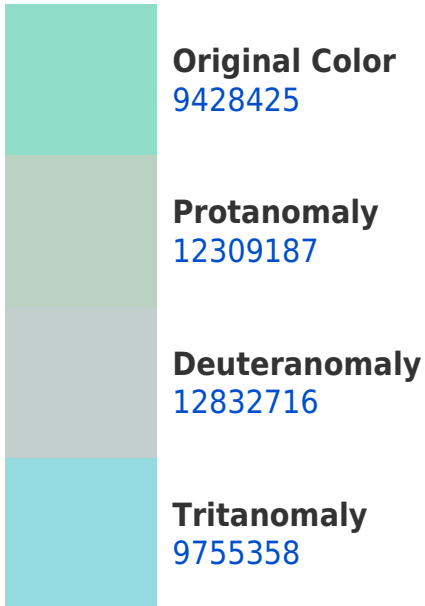 Original Color
9428425
Protanomaly
12309187
Deuteranomaly
12832716
Tritanomaly
9755358